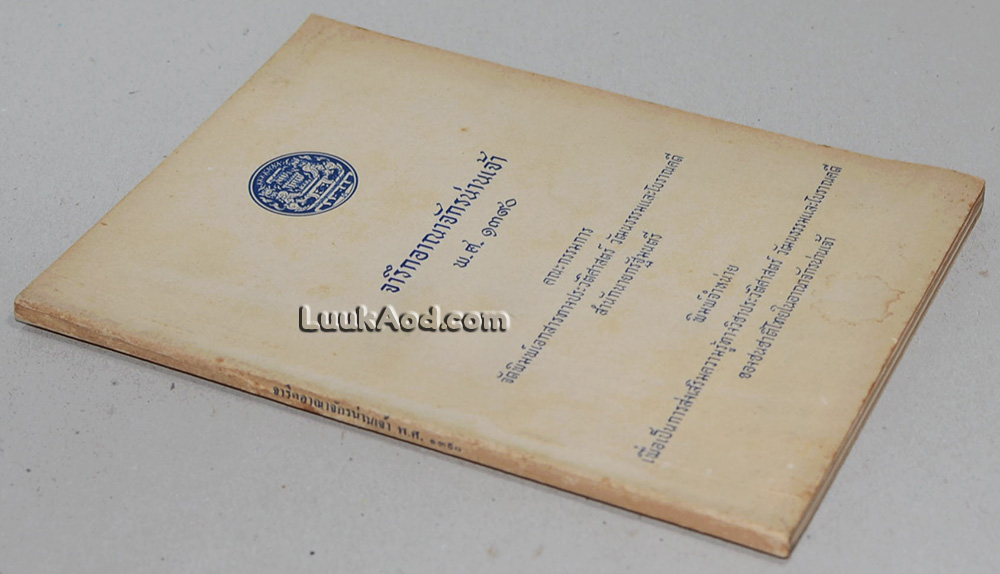 จารึกอาณาจักรน่านเจ้า
พ.ศ. ๑๓๙๐
คณะกรรมการ
จัดพิมพ์เอกสารทางประวัติศาสตร์ วัฒนธรรมและโบราณคดี
สำนักนายกรัฐมนตรี
พิมพ์จำหน่าย
เพื่อเป็นการส่งเสริมความรู้ทางวิชาประวัติศาสตร์ วัฒนธรรมและโบราณคดี
ของชนชาติไทยในอาณาจักรน่านเจ้า
จารึกอาณาจักรน่านเจ้า พ.ศ. ๑๓๙๐
LuukAod.com